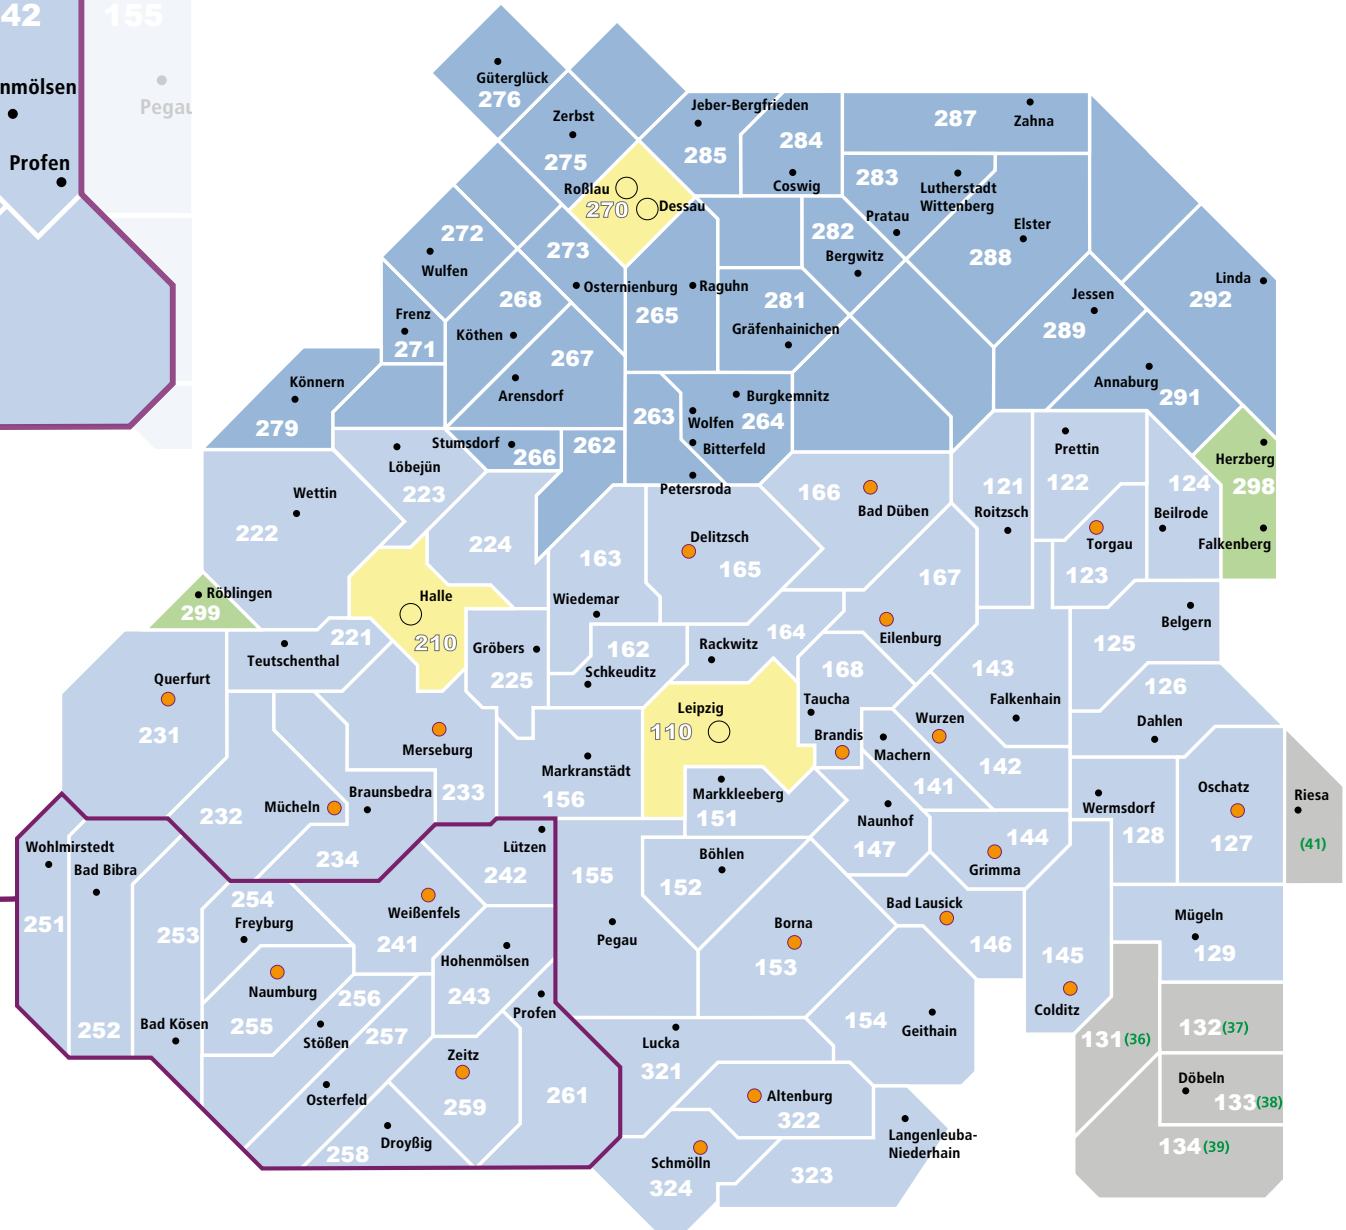 42
155
nmölsen
Pegau
Profen
Güterglück
276
Zerbst
275
Jeber-Bergfrieden
285
284
Coswig
287
Zahna
283
Lutherstadt
Wittenberg
Roßlau
270
Dessau
272
Wulfen
273
Osternienburg
Raguhn
265
282
Bergwitz
Pratau
Elster
288
Linda
292
Frenz
271
268
Köthen
267
Arensdorf
281
Gräfenhainichen
Jessen
289
Annaburg
291
Könnern
279
263
Wolfen
Burgkemnitz
264
Bitterfeld
Petersroda
Stumsdorf
266
262
Löbejün
223
Wettin
222
224
166
Bad Düben
121
Roitzsch
Prettin
122
124
Beilrode
Herzberg
298
Falkenberg
Torgau
123
Delitzsch
165
163
Wiedemar
167
Eilenburg
Röblingen
299
Halle
210
221
Teutschenthal
Gröbers
225
162
Schkeuditz
Rackwitz
164
168
Taucha
143
Falkenhain
125
Belgern
126
Dahlen
Querfurt
231
Merseburg
233
Markranstädt
156
Leipzig
110
Markkleeberg
151
Brandis
Machern
Wurzen
141
142
Wermsdorf
128
Oschatz
127
Riesa
(41)
232
Mücheln
Braunsbedra
234
Naunhof
147
144
Grimma
Wohlmirstedt
Bad Bibra
251
252
253
Bad Kösen
254
Freyburg
Naumburg
255
256
Stößen
257
Osterfeld
258
Droyßig
Weißenfels
241
Lützen
242
Hohenmölsen
243
Profen
Zeitz
259
261
155
Pegau
Böhlen
152
Borna
153
Bad Lausick
146
145
Colditz
Mügeln
129
154
Geithain
131(36)
132(37)
Döbeln
133(38)
134(39)
Lucka
321
Altenburg
322
Langenleuba-
Niederhain
Schmölln
324
323